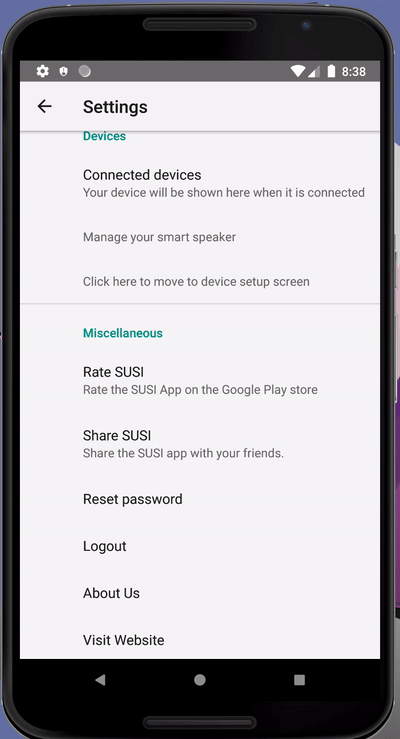 8:38
Settings
Devices
Connected devices
Your device will be shown here when it is connected
Manage your smart speaker
Click here to move to device setup screen
Miscellaneous
Rate SUSI
Rate the SUSI App on the Google Play store
Share SUSI
Share the SUSI app with your friends.
Reset password
Logout
About Us
Visit Website